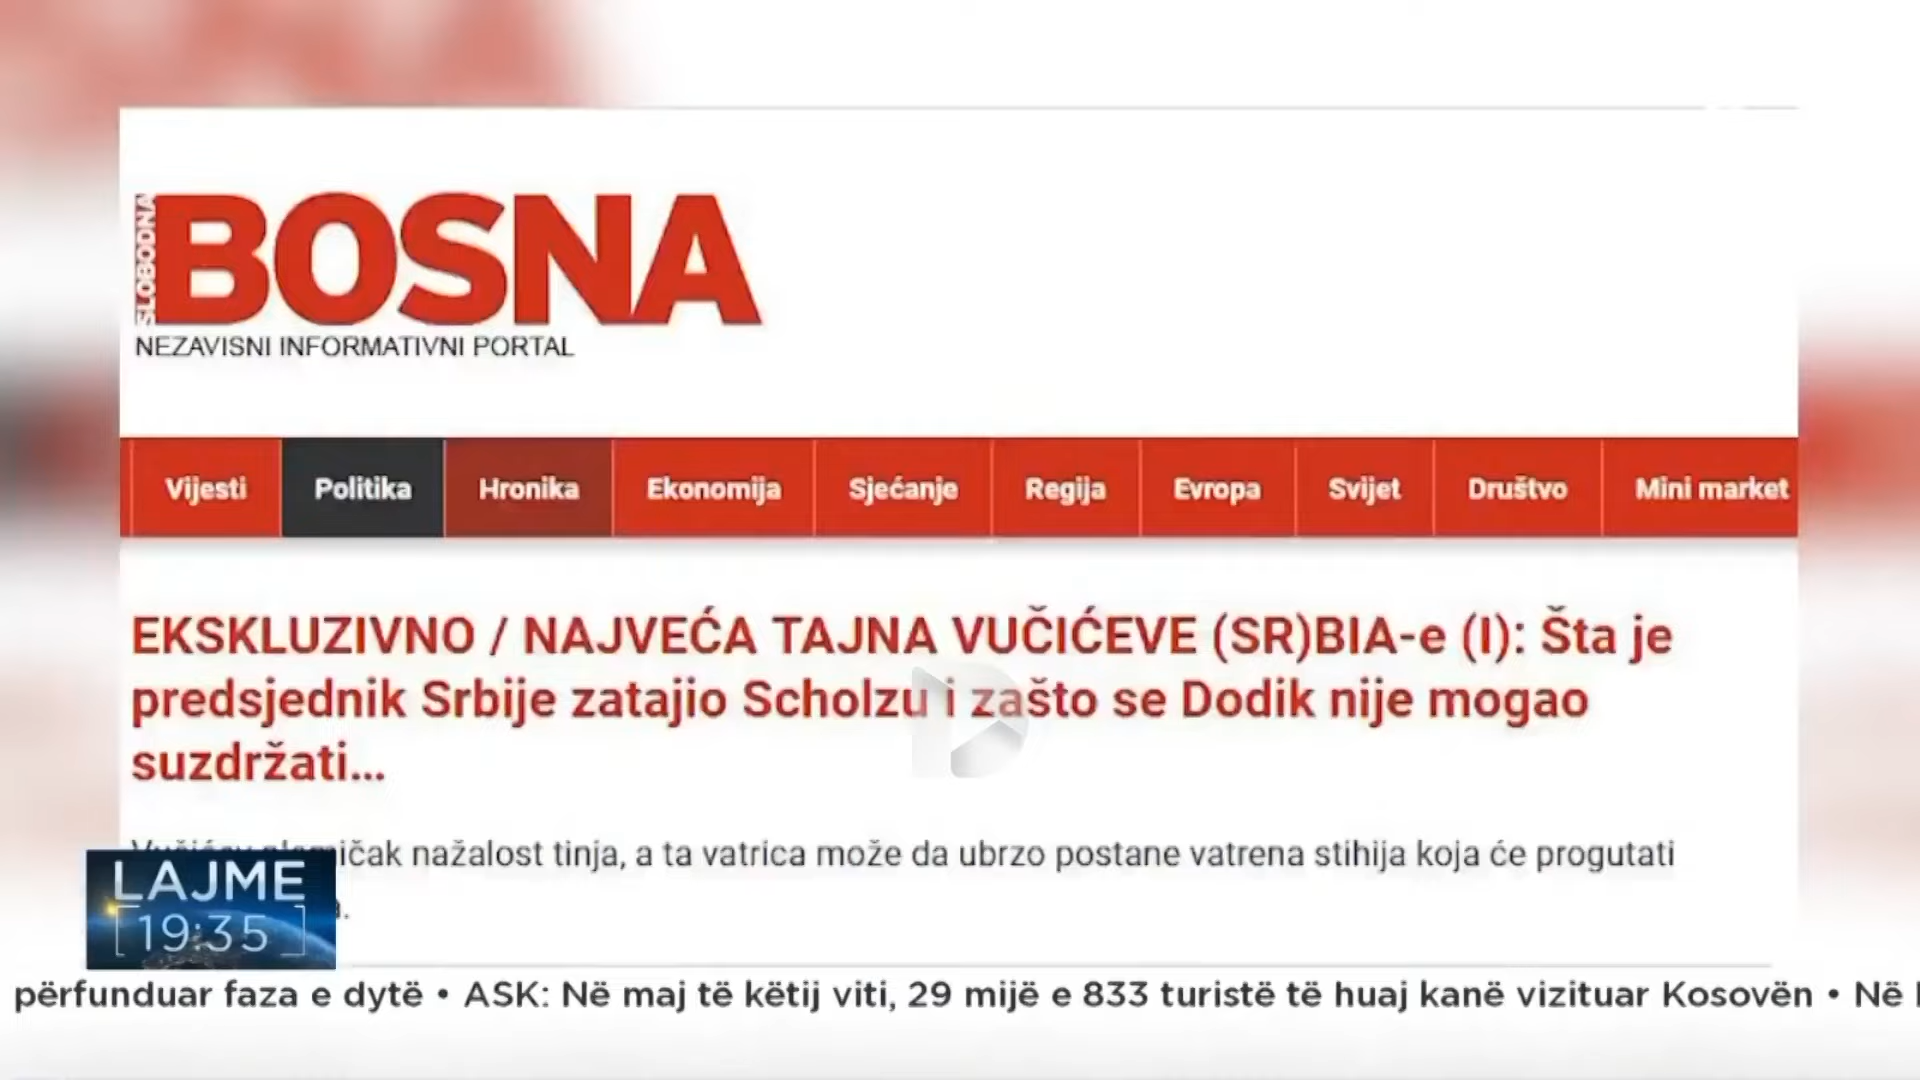 SLOBODNA
BOSNA
NEZAVISNI INFORMATIVNI PORTAL
Vijesti Politika Hronika Ekonomija Sjećanje Regija Evropa Svijet Društvo Mini market
EKSKLUZIVNO / NAJVEĆA TAJNA VUČIĆEVE (SR)BIA-e (I): Šta je
predsjednik Srbije zatajio Scholzu i zašto se Dodik nije mogao
suzdržati...
nažalost tinja, a ta vatrica može da ubrzo postane vatrena stihija koja će progutati
LAJME
19:35
përfunduar faza e dytë • ASK: Në maj të këtij viti, 29 mijë e 833 turistë të huaj kanë vizituar Kosovën • Në